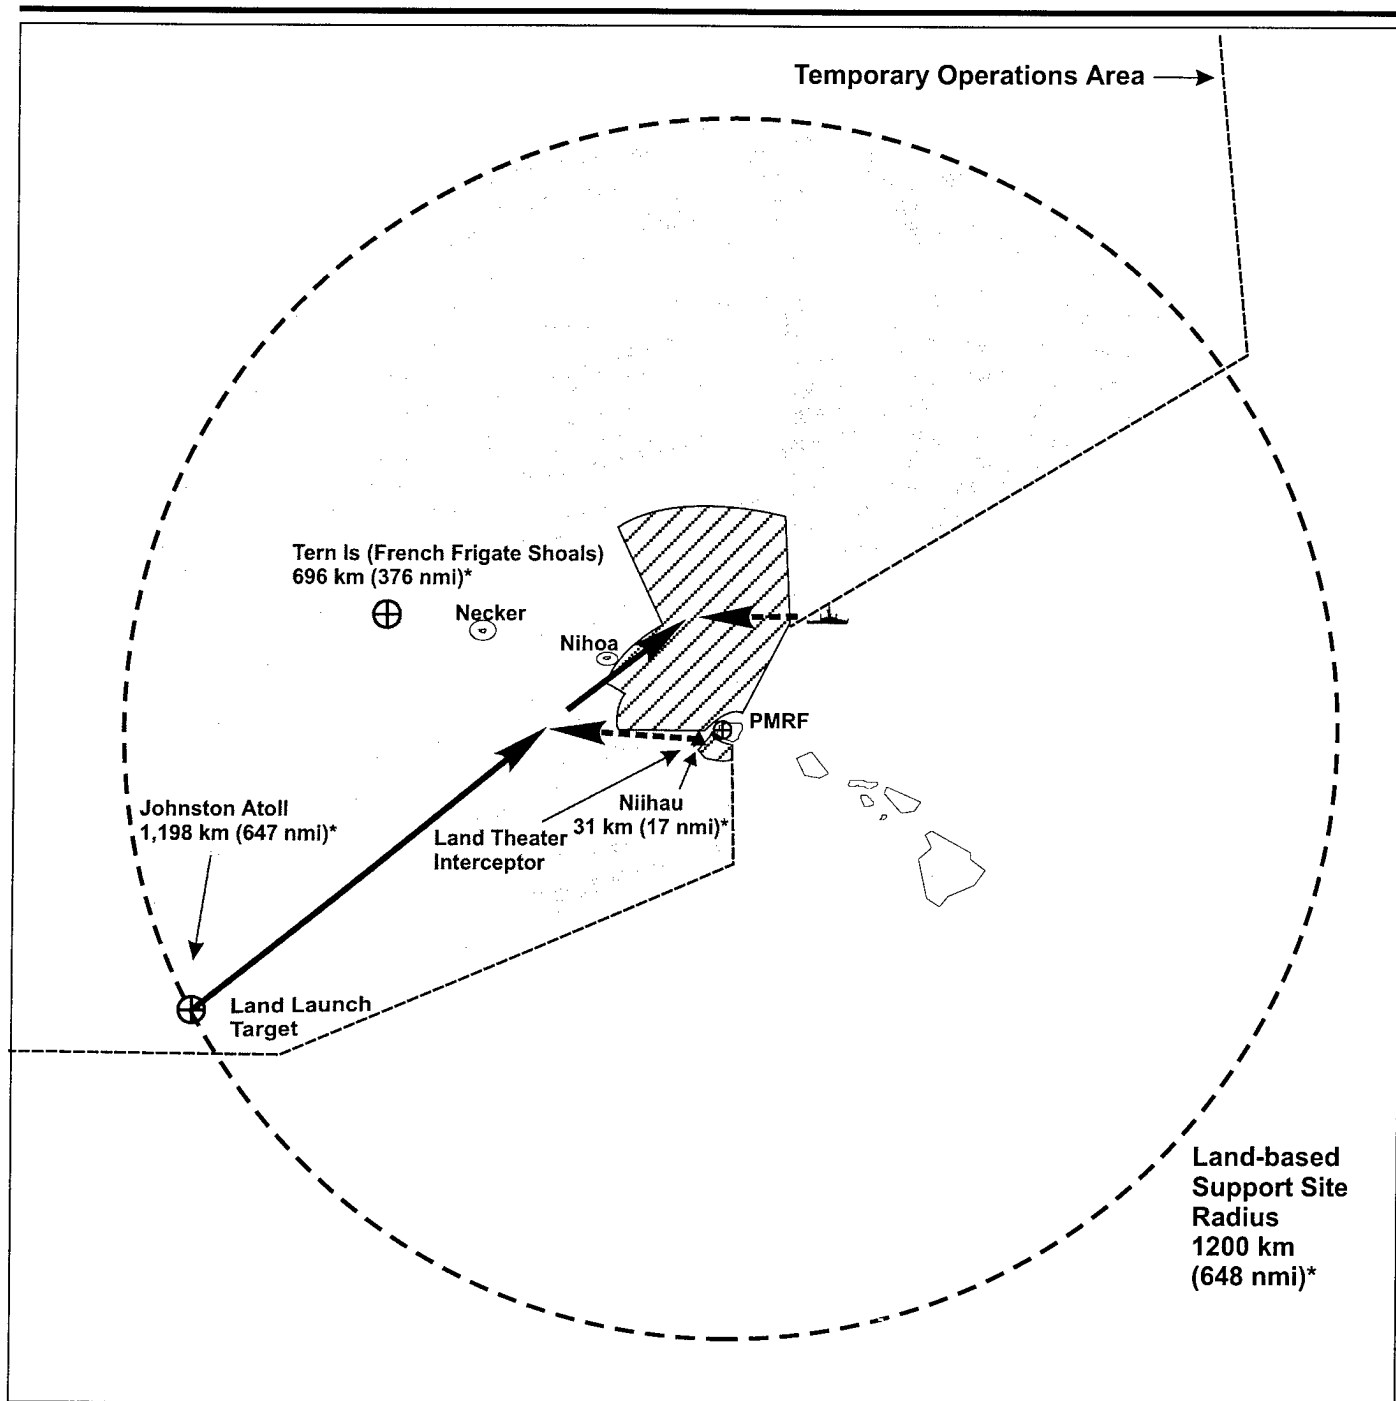 Temporary Operations Area
Tern Is (French Frigate Shoals)
696 km (376 nmi)*
Necker
Nihoa
PMRF
Niihau
31 km (17 nmi)*
Land Theater
Interceptor
Johnston Atoll
1,198 km (647 nmi)*
Land Launch
Target
Land-based
Support Site
Radius
1200 km
(648 nmi)*